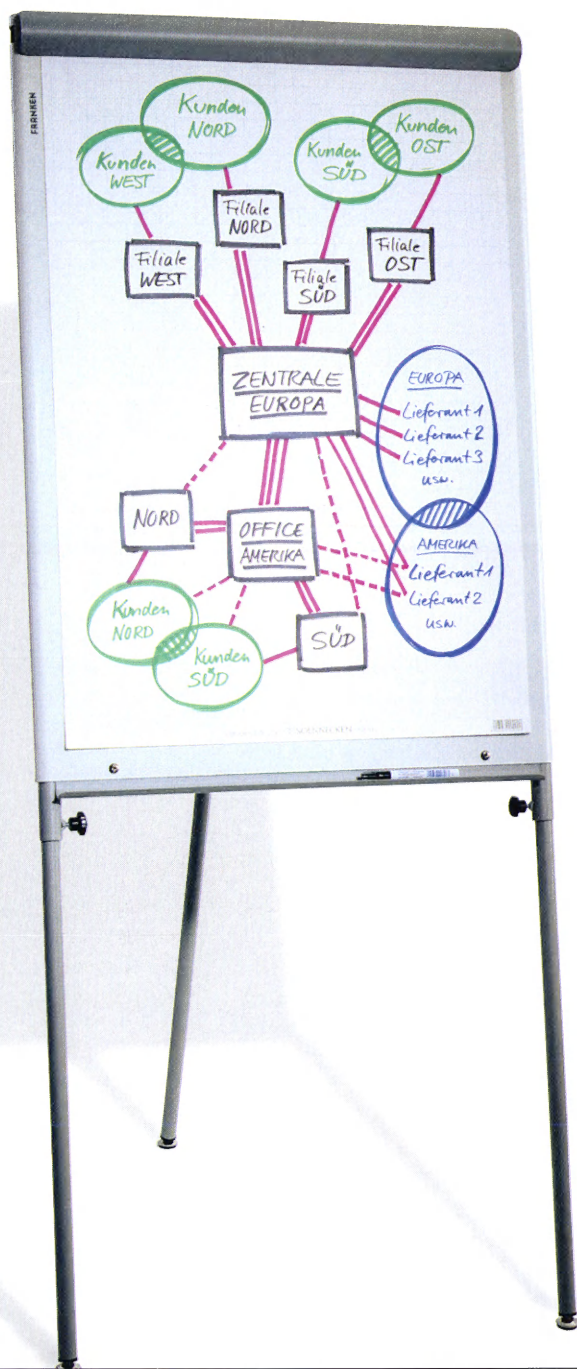 FRANKEN
Kunden
NORD
Kunden
WEST
Kunden
OST
Kunden
SÜD
Filiale
NORD
Filiale
WEST
Filiale
SÜD
Filiale
OST
ZENTRALE
EUROPA
EUROPA
Lieferant 1
Lieferant 2
Lieferant 3
usw.
NORD
OFFICE
AMERIKA
AMERIKA
Lieferant 1
Lieferant 2
usw.
Kunden
NORD
Kunden
SÜD
SÜD